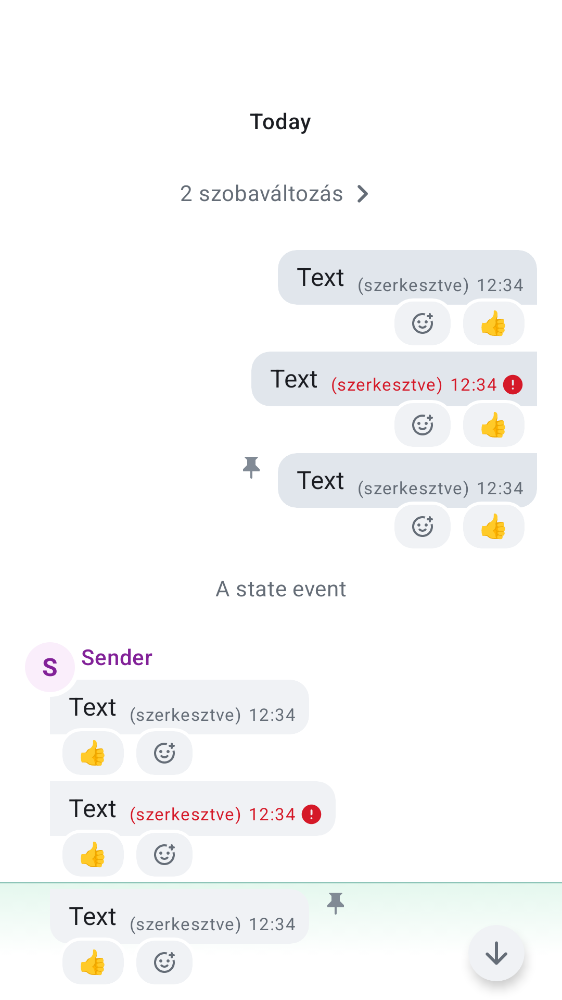 Today
2 szobaváltozás
Text (szerkesztve) 12:34
👍
Text (szerkesztve) 12:34
👍
Text (szerkesztve) 12:34
👍
A state event
S Sender
Text (szerkesztve) 12:34
👍
Text (szerkesztve) 12:34
👍
Text (szerkesztve) 12:34
👍